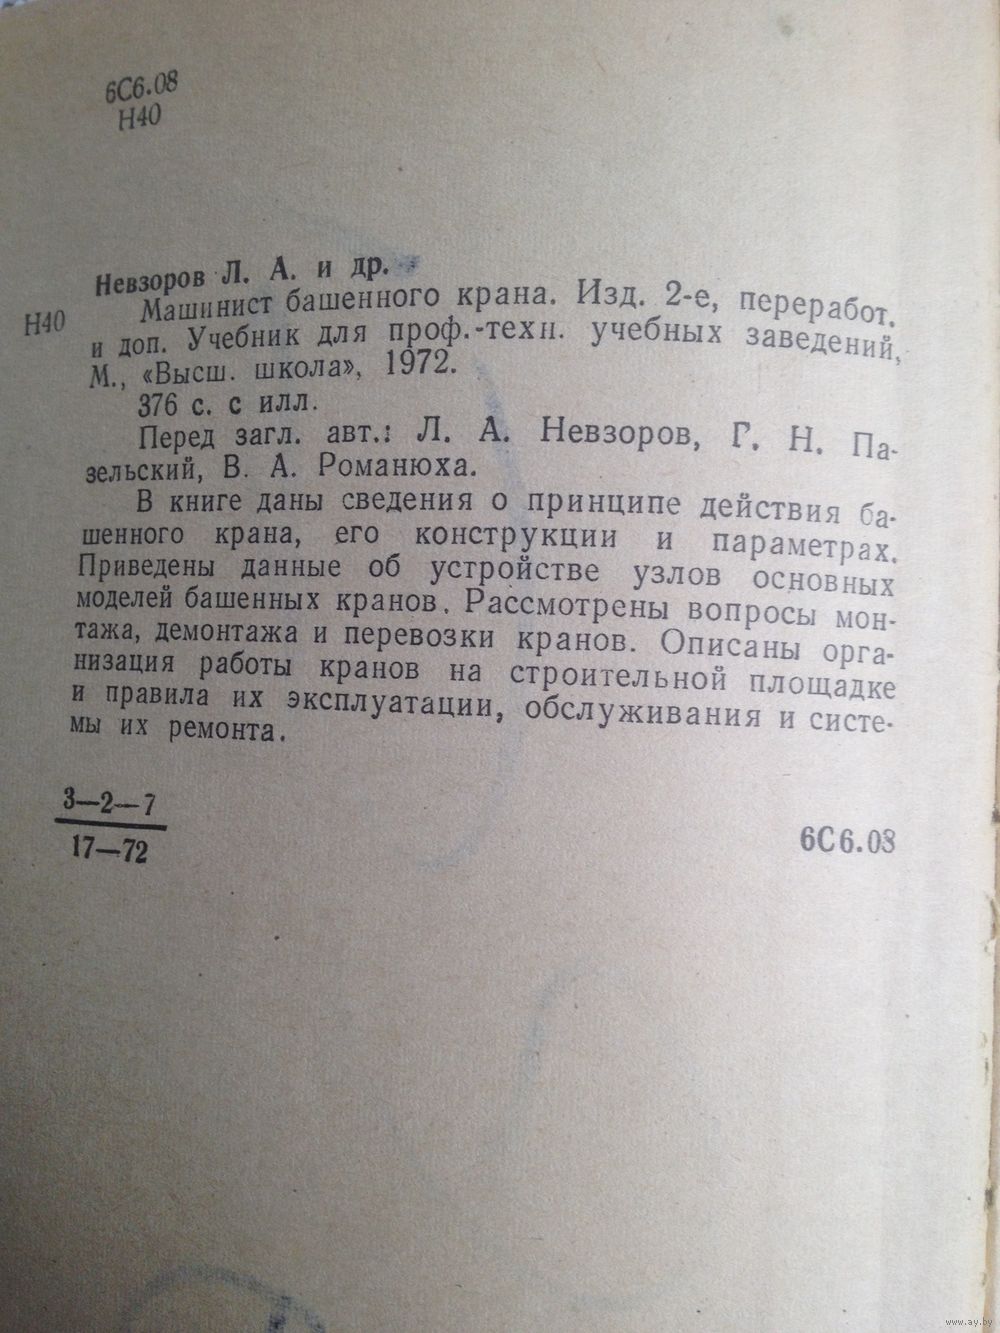 6С6.08
Н40
Невзоров Л. А. и др.
Н40
Машинист башенного крана. Изд. 2-е, переработ.
и доп. Учебник для проф.-техн. учебных заведений,
М., «Высш. школа», 1972.
376 с. с илл.
Перед загл. авт.: Л. А. Невзоров, Г. Н. Па-
зельский, В. А. Романюха.
В книге даны сведения о принципе действия ба-
шенного крана, его конструкции и параметрах.
Приведены данные об устройстве узлов основных
моделей башенных кранов. Рассмотрены вопросы мон-
тажа, демонтажа и перевозки кранов. Описаны орга-
низация работы кранов на строительной площадке
и правила их эксплуатации, обслуживания и систе-
мы их ремонта.
3—2—7
17—72
6С6.08
www.ay.by